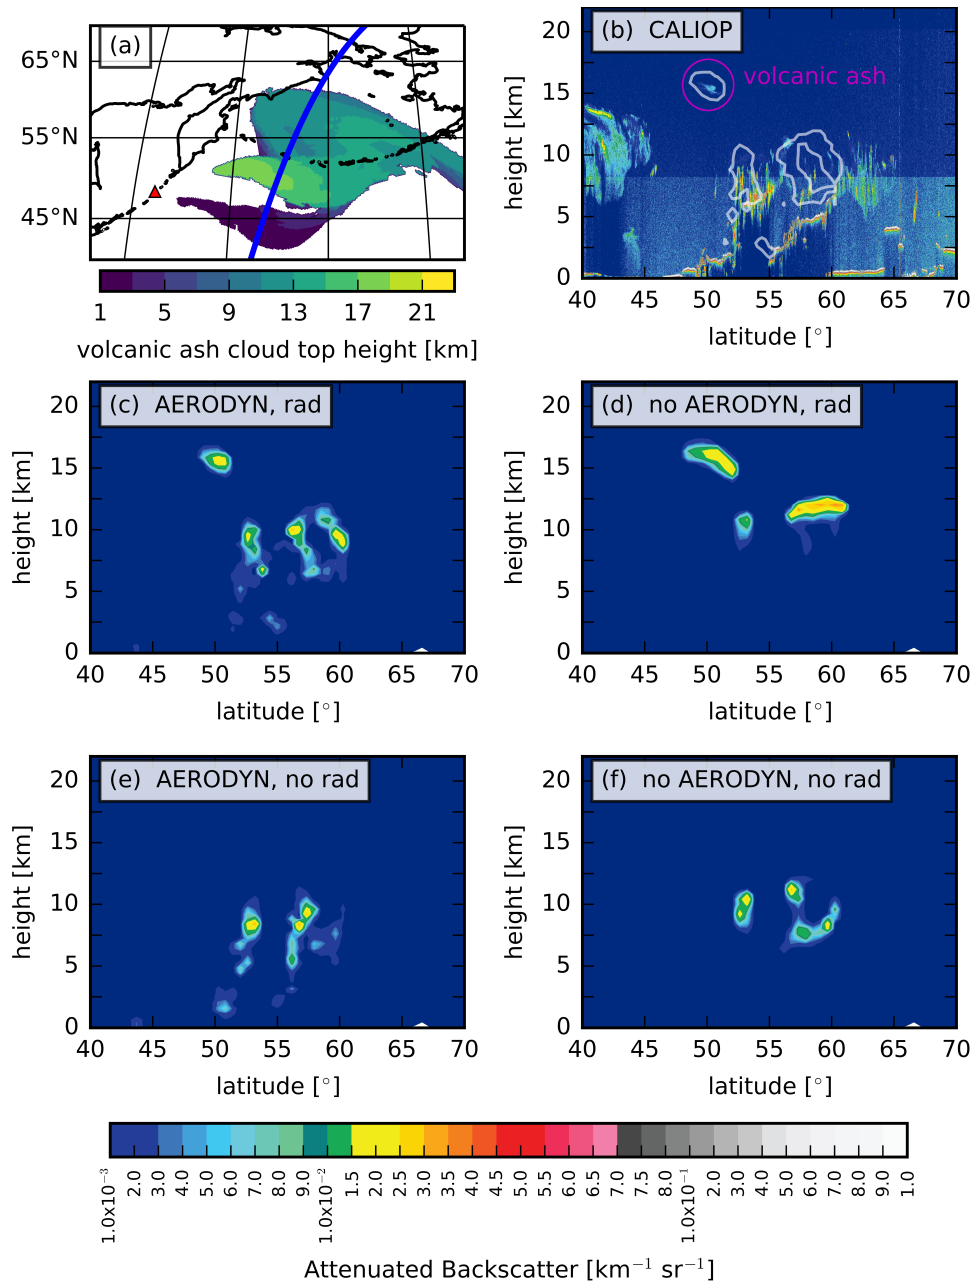 (a)
65°N
55°N
45°N
1 5 9 13 17 21
volcanic ash cloud top height [km]
(b) CALIOP
volcanic ash
20
15
10
5
0
height [km]
40 45 50 55 60 65 70
latitude [°]
(c) AERODYN, rad
20
15
10
5
0
height [km]
40 45 50 55 60 65 70
latitude [°]
(d) no AERODYN, rad
20
15
10
5
0
height [km]
40 45 50 55 60 65 70
latitude [°]
(e) AERODYN, no rad
20
15
10
5
0
height [km]
40 45 50 55 60 65 70
latitude [°]
(f) no AERODYN, no rad
20
15
10
5
0
height [km]
40 45 50 55 60 65 70
latitude [°]
1.0x10⁻³ 2.0 3.0 4.0 5.0 6.0 7.0 8.0 9.0 1.0x10⁻² 1.5 2.0 2.5 3.0 3.5 4.0 4.5 5.0 5.5 6.0 6.5 7.0 7.5 8.0 1.0x10⁻¹ 2.0 3.0 4.0 5.0 6.0 7.0 8.0 9.0 1.0
Attenuated Backscatter [km⁻¹ sr⁻¹]